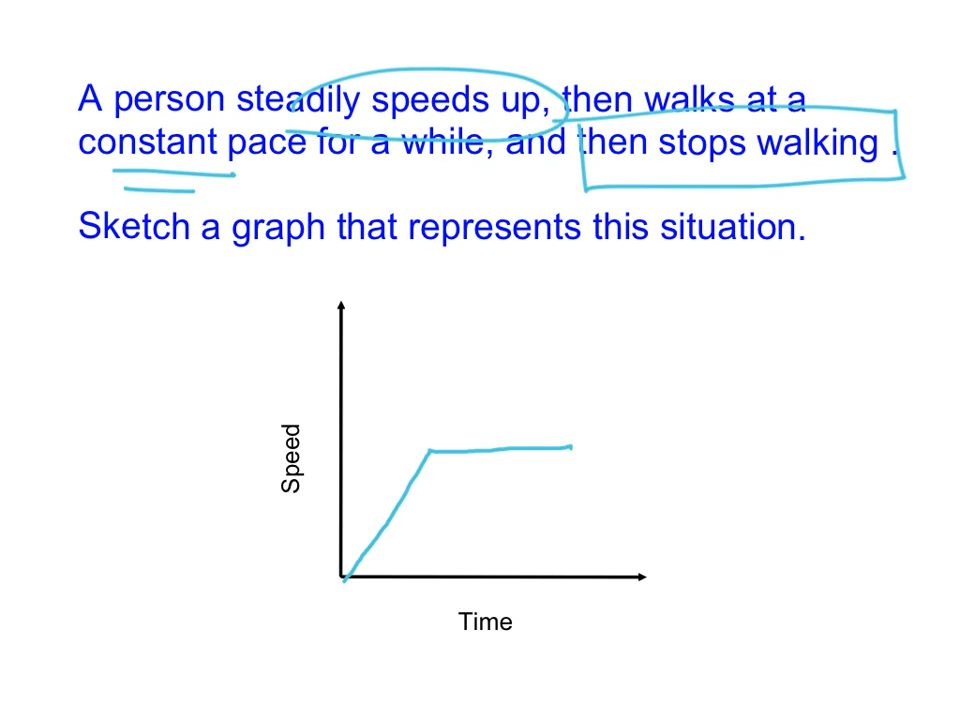 A person steadily speeds up, then walks at a
constant pace for a while, and then stops walking .
Sketch a graph that represents this situation.
Speed
Time